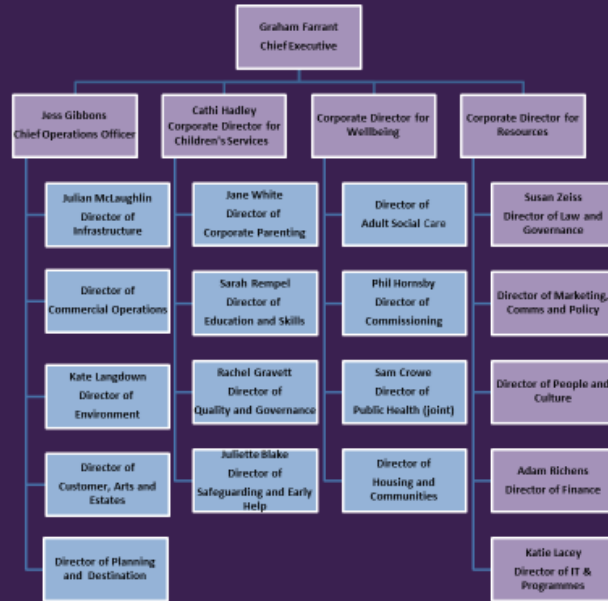 Graham Farrant
Chief Executive
Jess Gibbons
Chief Operations Officer
Cathi Hadley
Corporate Director for
Children's Services
Corporate Director for
Wellbeing
Corporate Director for
Resources
Julian McLaughlin
Director of
Infrastructure
Jane White
Director of
Corporate Parenting
Director of
Adult Social Care
Susan Zeiss
Director of Law and
Governance
Director of
Commercial Operations
Sarah Rempel
Director of
Education and Skills
Phil Hornsby
Director of
Commissioning
Director of Marketing,
Comms and Policy
Kate Langdown
Director of
Environment
Rachel Gravett
Director of
Quality and Governance
Sam Crowe
Director of
Public Health (joint)
Director of People and
Culture
Director of
Customer, Arts and
Estates
Juliette Blake
Director of
Safeguarding and Early
Help
Director of
Housing and
Communities
Adam Richens
Director of Finance
Director of Planning
and Destination
Katie Lacey
Director of IT &
Programmes